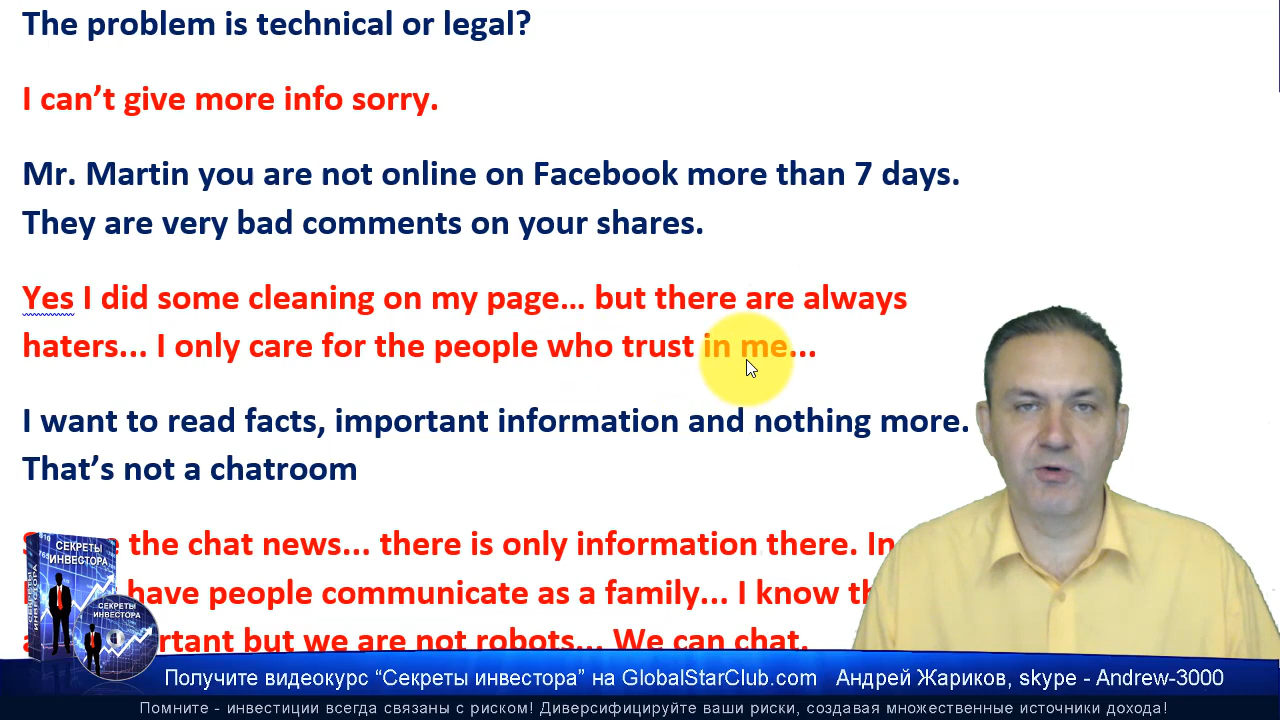 The problem is technical or legal?
I can’t give more info sorry.
Mr. Martin you are not online on Facebook more than 7 days.
They are very bad comments on your shares.
Yes I did some cleaning on my page... but there are always
haters... I only care for the people who trust in me...
I want to read facts, important information and nothing more.
That’s not a chatroom
the chat news... there is only information there. In
have people communicate as a family... I know
but we are not robots... We can chat.
СЕКРЕТЫ
ИНВЕСТОРА
СЕКРЕТЫ
ИНВЕСТОРА
Получите видеокурс “Секреты инвестора” на GlobalStarClub.com Андрей Жариков, skype - Andrew-3000
Помните - инвестиции всегда связаны с риском! Диверсифицируйте ваши риски, создавая множественные источники дохода!